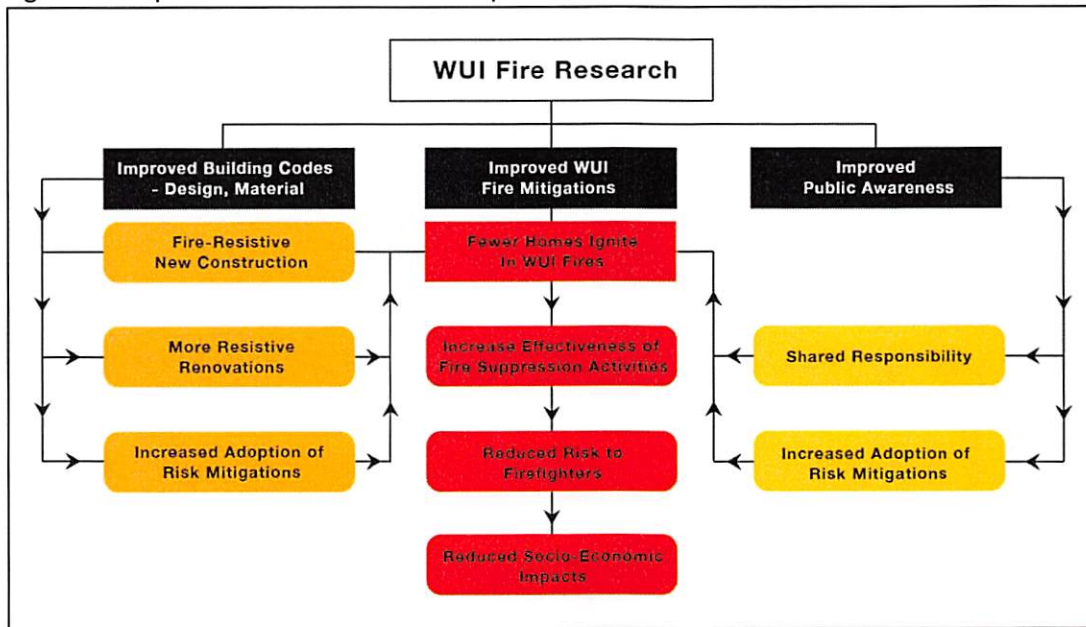 WUI Fire Research
Improved Building Codes
- Design, Material
Improved WUI
Fire Mitigations
Improved
Public Awareness
Fire-Resistive
New Construction
Fewer Homes Ignite
In WUI Fires
More Resistive
Renovations
Increase Effectiveness of
Fire Suppression Activities
Shared Responsibility
Increased Adoption of
Risk Mitigations
Reduced Risk to
Firefighters
Increased Adoption of
Risk Mitigations
Reduced Socio-Economic
Impacts